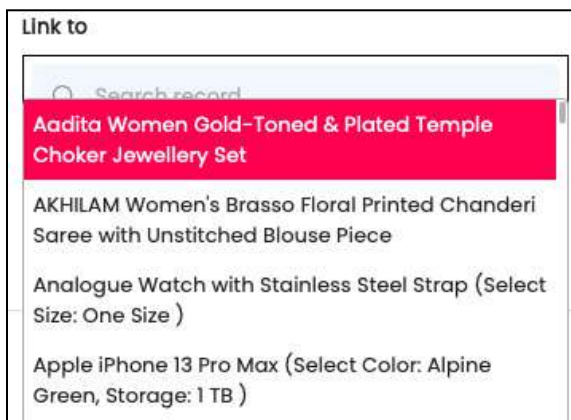 Link to
Search record
Aadita Women Gold-Toned & Plated Temple
Choker Jewellery Set
AKHILAM Women's Brasso Floral Printed Chanderi
Saree with Unstitched Blouse Piece
Analogue Watch with Stainless Steel Strap (Select
Size: One Size )
Apple iPhone 13 Pro Max (Select Color: Alpine
Green, Storage: 1 TB )